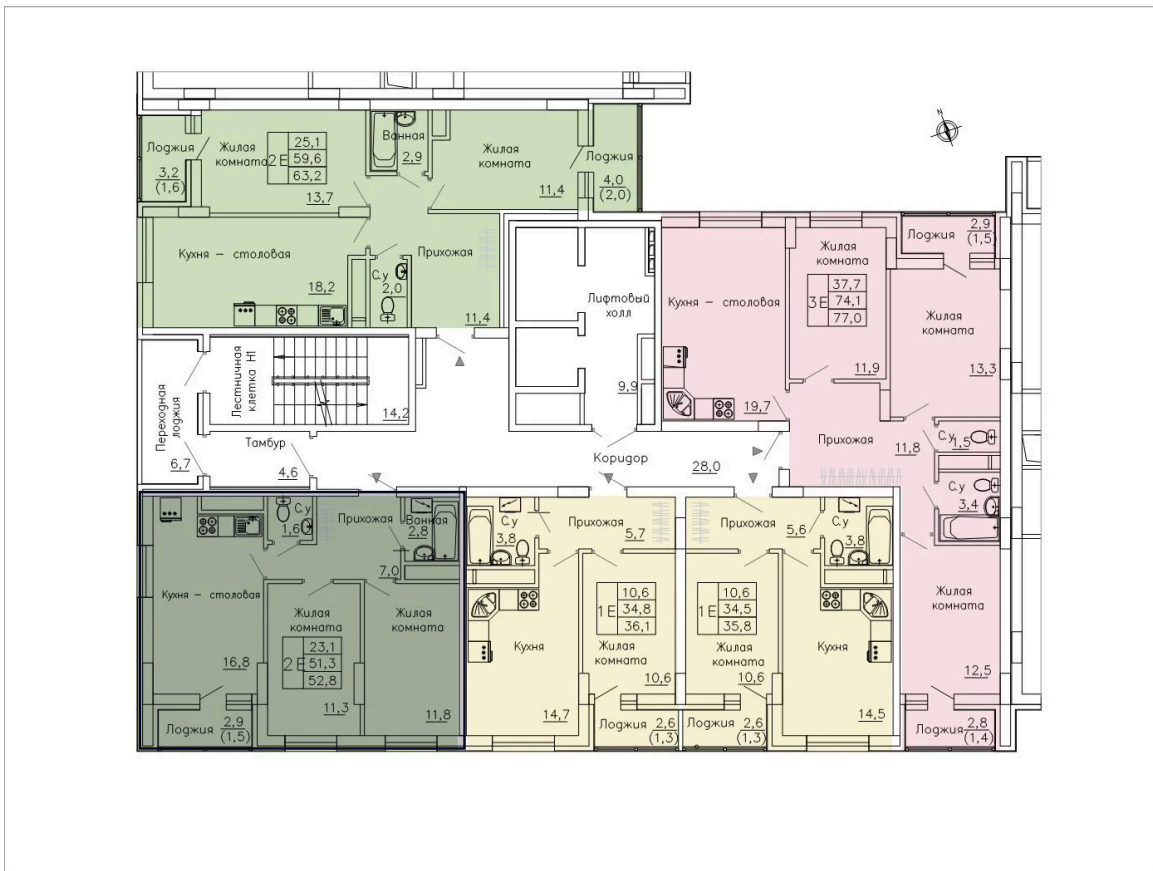 N
Лоджия
3,2
(1,6)
Жилая
комната
2Е
25,1
59,6
63,2
13,7
Ванная
2,9
Жилая
комната
11,4
Лоджия
4,0
(2,0)
Кухня – столовая
18,2
С.у
2,0
Прихожая
11,4
Лифтовый
холл
9,9
Кухня – столовая
19,7
Жилая
комната
3Е
37,7
74,1
77,0
11,9
Лоджия
2,9
(1,5)
Жилая
комната
13,3
Прихожая
11,8
С.у
1,5
С.у
3,4
Жилая
комната
12,5
Лоджия
2,8
(1,4)
Переходная
лоджия
6,7
Лестничная
клетка Н1
14,2
Тамбур
4,6
Коридор
28,0
Кухня – столовая
16,8
С.у
1,6
Прихожая
7,0
Ванная
2,8
Жилая
комната
2Е
23,1
51,3
52,8
11,3
Жилая
комната
11,8
Лоджия
2,9
(1,5)
С.у
3,8
Прихожая
5,7
Кухня
14,7
1Е
10,6
34,8
36,1
Жилая
комната
10,6
Лоджия
2,6
(1,3)
Прихожая
5,6
С.у
3,8
1Е
10,6
34,5
35,8
Жилая
комната
10,6
Кухня
14,5
Лоджия
2,6
(1,3)